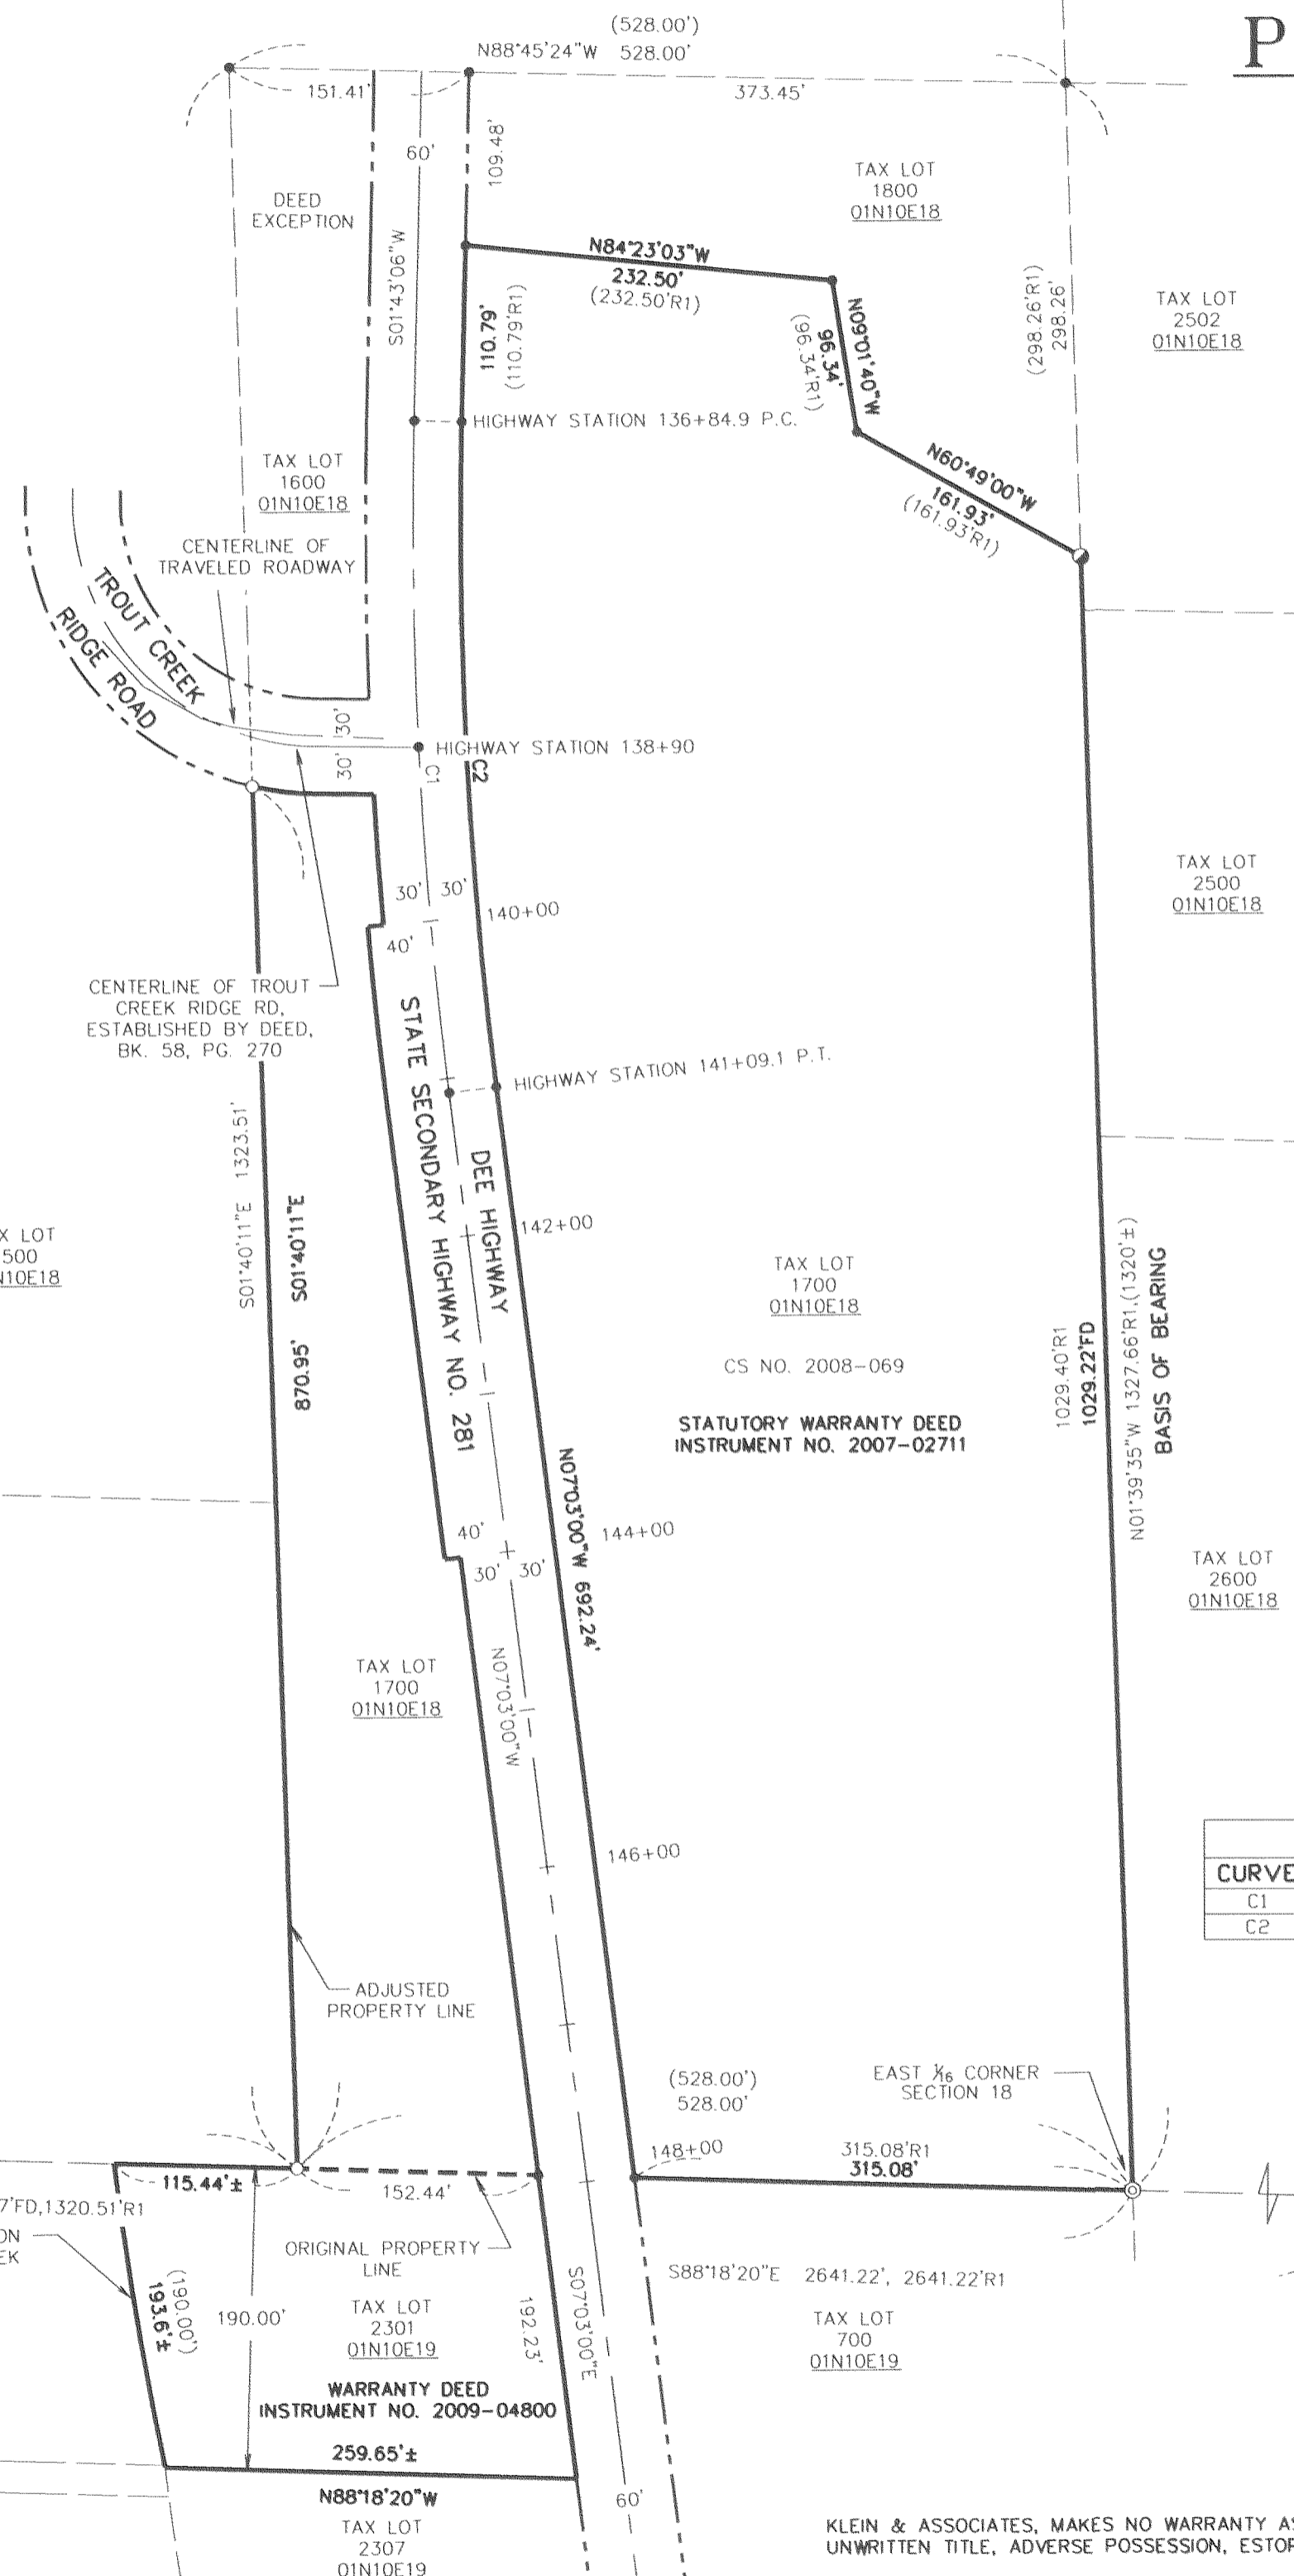 P
(528.00')
N88°45'24"W 528.00'
151.41'
373.45'
60'
109.48'
DEED
EXCEPTION
S01°43'06"W
TAX LOT
1800
01N10E18
N84°23'03"W
232.50'
(232.50'R1)
110.79'
(110.79'R1)
N09°01'40"W
96.34'
(96.34'R1)
(298.26'R1)
298.26'
TAX LOT
2502
01N10E18
HIGHWAY STATION 136+84.9 P.C.
N60°49'00"W
161.93'
(161.93'R1)
TAX LOT
1600
01N10E18
CENTERLINE OF
TRAVELED ROADWAY
TROUT CREEK
RIDGE ROAD
30'
30'
HIGHWAY STATION 138+90
C1
C2
30'
30'
140+00
40'
TAX LOT
2500
01N10E18
CENTERLINE OF TROUT
CREEK RIDGE RD,
ESTABLISHED BY DEED,
BK. 58, PG. 270
STATE SECONDARY HIGHWAY NO. 281
HIGHWAY STATION 141+09.1 P.T.
DEE HIGHWAY
142+00
S01°40'11"E 1323.51'
870.95' S01°40'11"E
X LOT
500
N10E18
TAX LOT
1700
01N10E18
CS NO. 2008-069
STATUTORY WARRANTY DEED
INSTRUMENT NO. 2007-02711
1029.40'R1
1029.22'FD
N01°39'35"W 1327.66'R1,(1320'±)
BASIS OF BEARING
N07°03'00"W 692.24'
144+00
40'
30'
30'
TAX LOT
2600
01N10E18
TAX LOT
1700
01N10E18
N07°03'00"W
146+00
CURVE
C1
C2
ADJUSTED
PROPERTY LINE
(528.00')
528.00'
EAST 1/16 CORNER
SECTION 18
148+00
315.08'R1
315.08'
115.44'±
152.44'
7'FD,1320.51'R1
ON
EK
ORIGINAL PROPERTY
LINE
S88°18'20"E 2641.22', 2641.22'R1
(190.00')
193.6'±
190.00'
TAX LOT
2301
01N10E19
192.23'
S07°03'00"E
TAX LOT
700
01N10E19
WARRANTY DEED
INSTRUMENT NO. 2009-04800
259.65'±
N88°18'20"W
60'
TAX LOT
2307
01N10E19
KLEIN & ASSOCIATES, MAKES NO WARRANTY AS
UNWRITTEN TITLE, ADVERSE POSSESSION, ESTOP